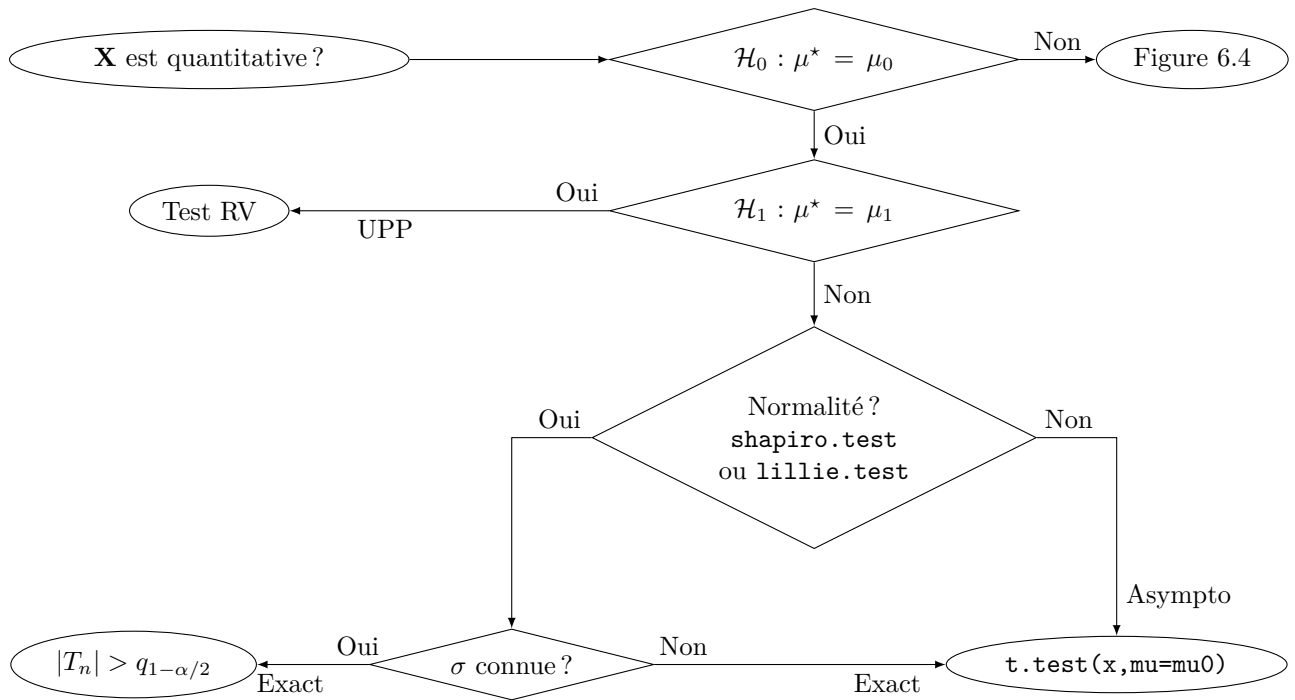 X est quantitative ?
H₀ : μ⋆ = μ₀
Non
Figure 6.4
Oui
Test RV
Oui
UPP
H₁ : μ⋆ = μ₁
Non
Oui
Normalité ?
shapiro.test
ou lillie.test
Non
Asympto
|Tₙ| > q₁₋α/₂
Oui
Exact
σ connue ?
Non
Exact
t.test(x,mu=mu0)